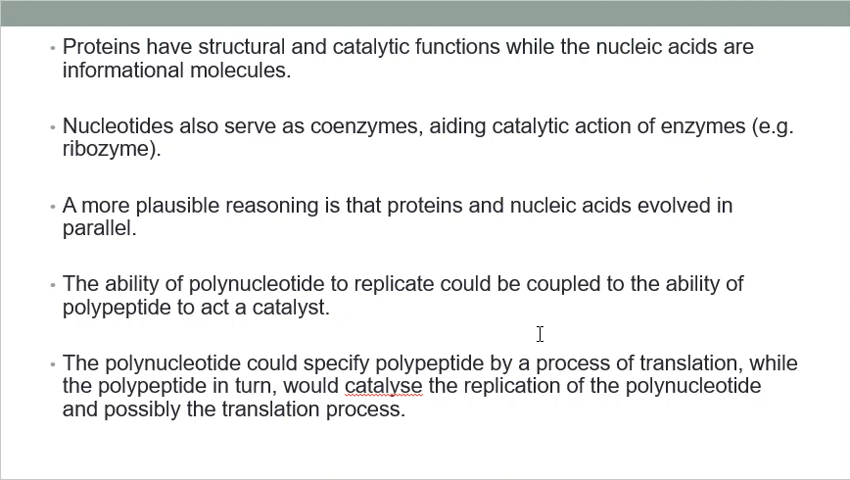 • Proteins have structural and catalytic functions while the nucleic acids are
informational molecules.
• Nucleotides also serve as coenzymes, aiding catalytic action of enzymes (e.g.
ribozyme).
• A more plausible reasoning is that proteins and nucleic acids evolved in
parallel.
• The ability of polynucleotide to replicate could be coupled to the ability of
polypeptide to act a catalyst.
• The polynucleotide could specify polypeptide by a process of translation, while
the polypeptide in turn, would catalyse the replication of the polynucleotide
and possibly the translation process.